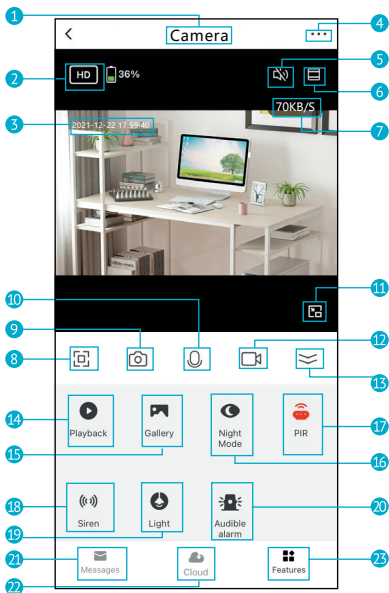 1
Camera
4
2
HD
36%
5
6
3
2021-12-22 17:59:40
70KB/S
7
11
10
9
12
8
13
14
Playback
Gallery
Night
Mode
PIR
17
15
16
18
Siren
Light
Audible
alarm
20
19
21
Messages
Cloud
Features
23
22